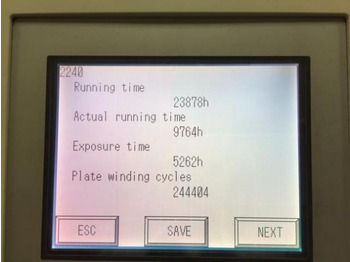 2240
Running time
23878h
Actual running time
9764h
Exposure time
5262h
Plate winding cycles
244404
ESC SAVE NEXT